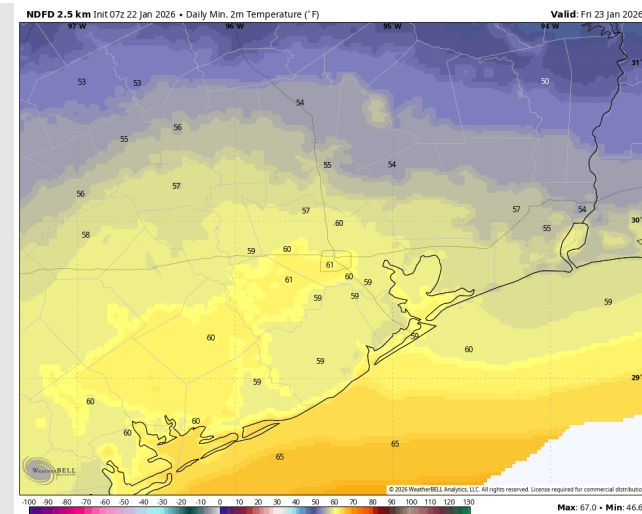 NDFD 2.5 km Init 07z 22 Jan 2026 • Daily Min. 2m Temperature (°F) Valid: Fri 23 Jan 2026
97°W 96°W 95°W 94°W
31°
53 53 50
54
56
55
55 54
57
56
57 57 54
60 30°
58 55
59 60
61
61 60 59
59 59 59
59
60 60
59 29°
59
60
60
60
65
65
WeatherBELL
© 2026 WeatherBELL Analytics, LLC. All rights reserved. License required for commercial distributio
-100 -90 -80 -70 -60 -50 -40 -30 -20 -10 0 10 20 30 40 50 60 70 80 90 100 110 120 130
Max: 67.0 • Min: 46.6